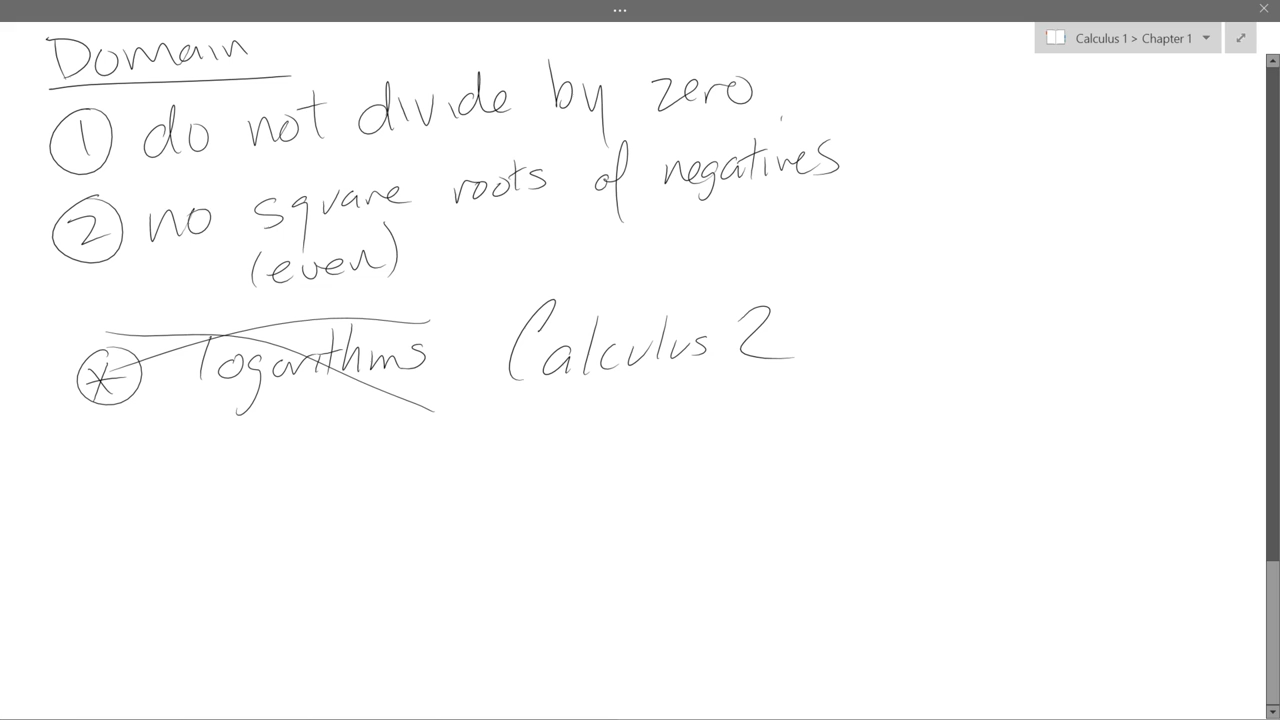 ...
Calculus 1 > Chapter 1
Domain
① do not divide by zero
② no square roots of negatives
(even)
⊛ logarithms Calculus 2